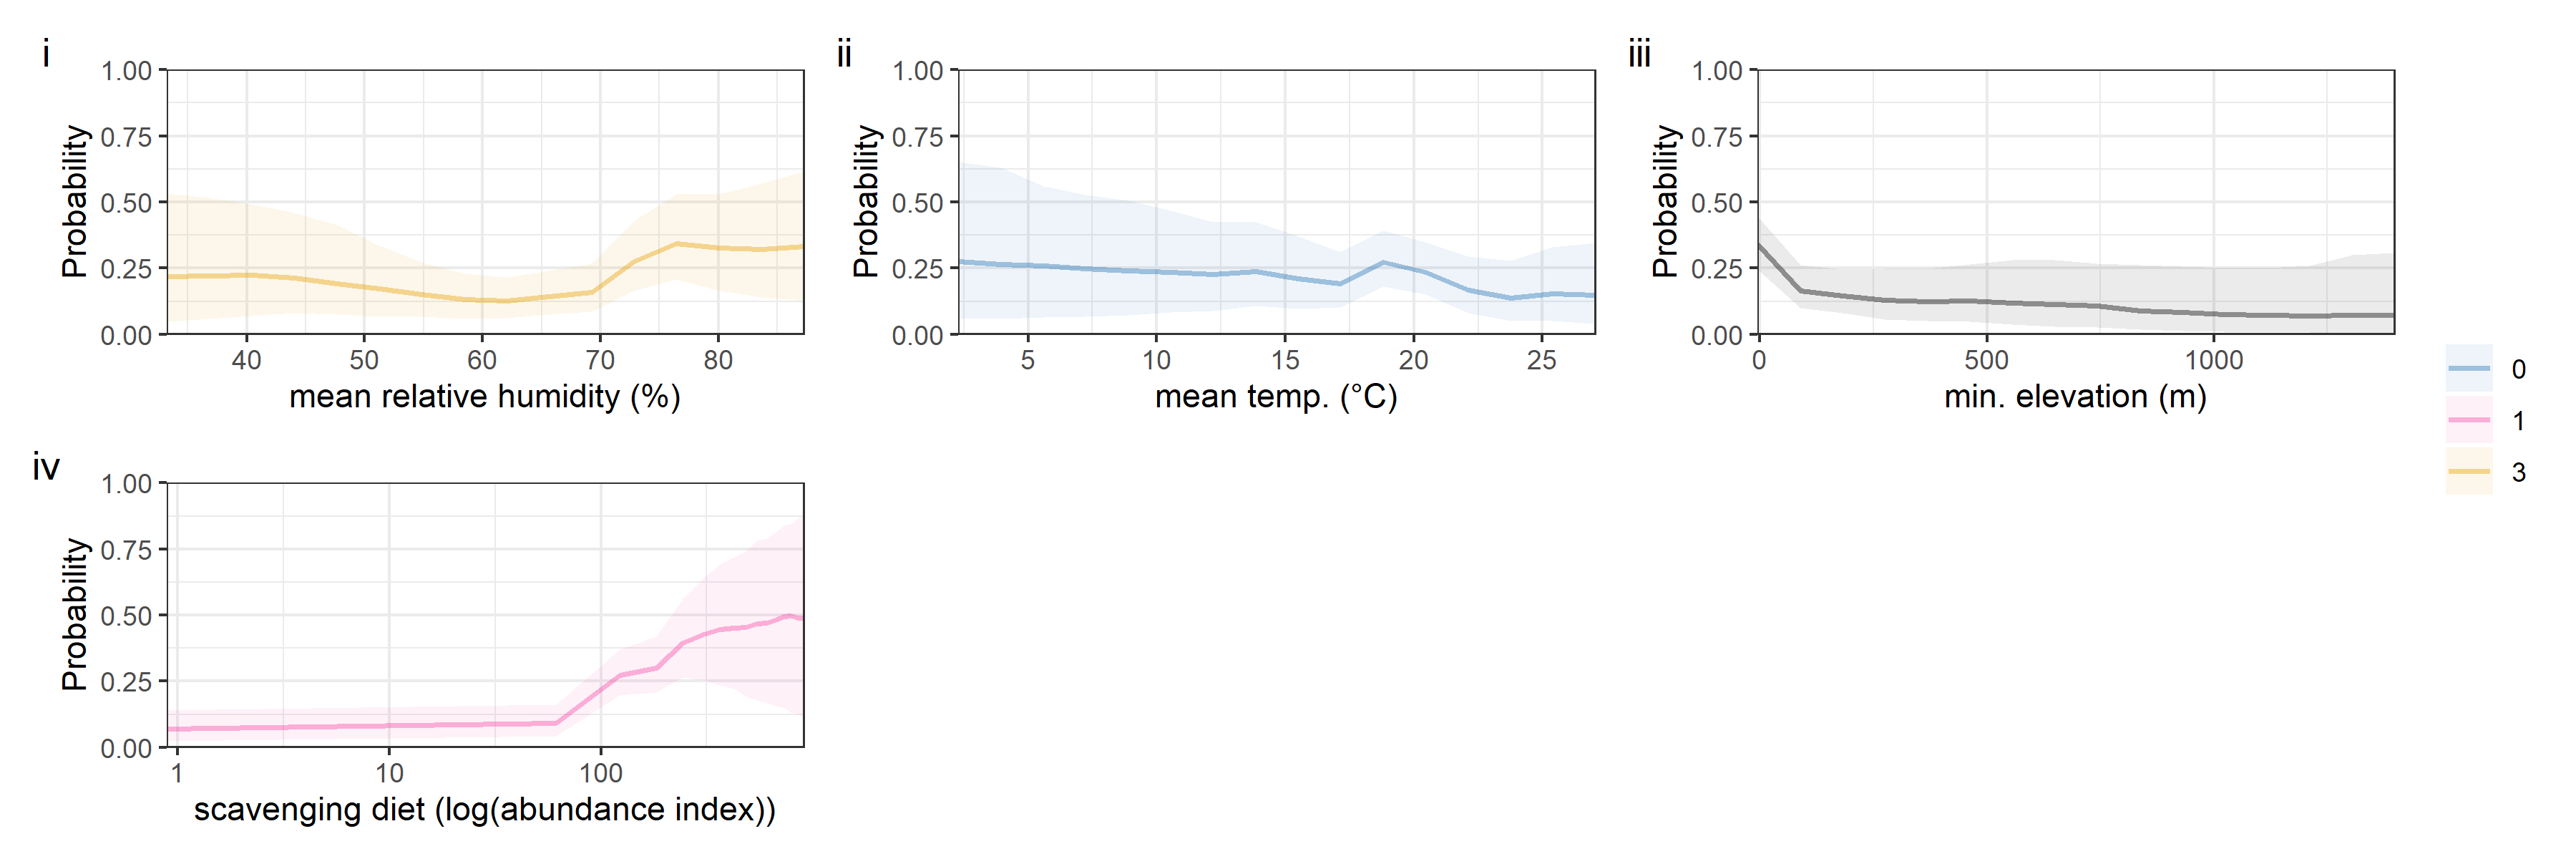 i
1.00
0.75
0.50
0.25
0.00
Probability
40 50 60 70 80
mean relative humidity (%)
ii
1.00
0.75
0.50
0.25
0.00
Probability
5 10 15 20 25
mean temp. (°C)
iii
1.00
0.75
0.50
0.25
0.00
Probability
0 500 1000
min. elevation (m)
0
1
3
iv
1.00
0.75
0.50
0.25
0.00
Probability
1 10 100
scavenging diet (log(abundance index))